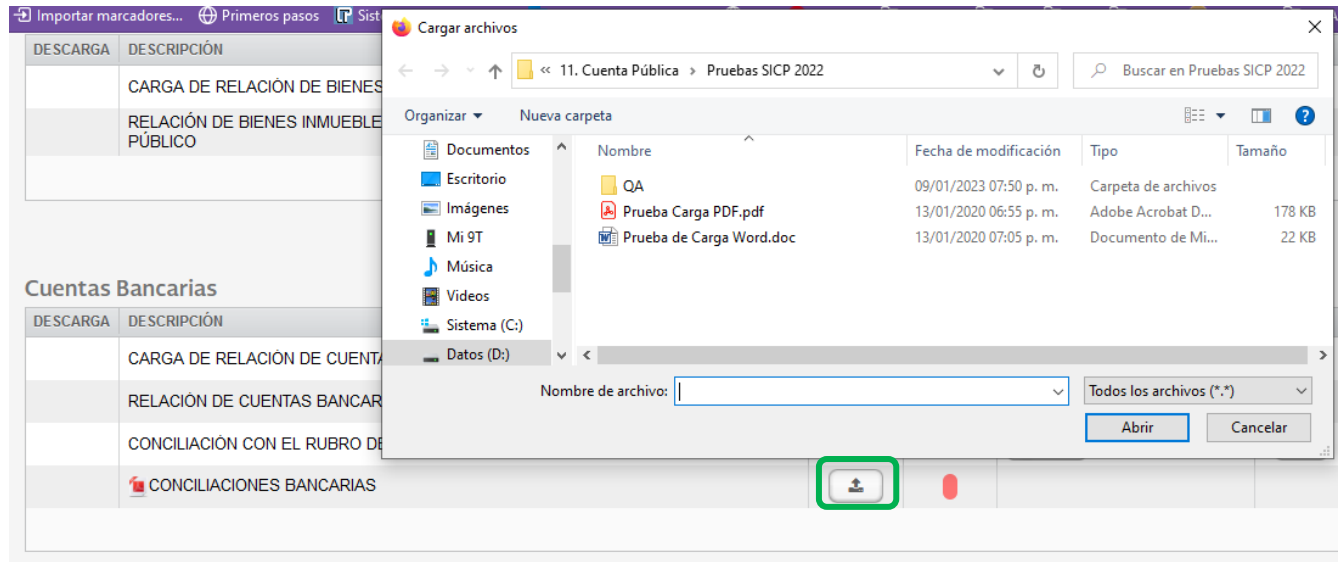 Importar marcadores... Primeros pasos Sist
DESCARGA DESCRIPCIÓN
CARGA DE RELACIÓN DE BIENES
RELACIÓN DE BIENES INMUEBLE
PÚBLICO
Cuentas Bancarias
DESCARGA DESCRIPCIÓN
CARGA DE RELACIÓN DE CUENTA
RELACIÓN DE CUENTAS BANCAR
CONCILIACIÓN CON EL RUBRO DE
CONCILIACIONES BANCARIAS
Cargar archivos
« 11. Cuenta Pública › Pruebas SICP 2022
Buscar en Pruebas SICP 2022
Organizar Nueva carpeta
Documentos
Escritorio
Imágenes
Mi 9T
Música
Videos
Sistema (C:)
Datos (D:)
Nombre Fecha de modificación Tipo Tamaño
QA 09/01/2023 07:50 p. m. Carpeta de archivos
Prueba Carga PDF.pdf 13/01/2020 06:55 p. m. Adobe Acrobat D... 178 KB
Prueba de Carga Word.doc 13/01/2020 07:05 p. m. Documento de Mi... 22 KB
Nombre de archivo: Todos los archivos (*.*)
Abrir Cancelar